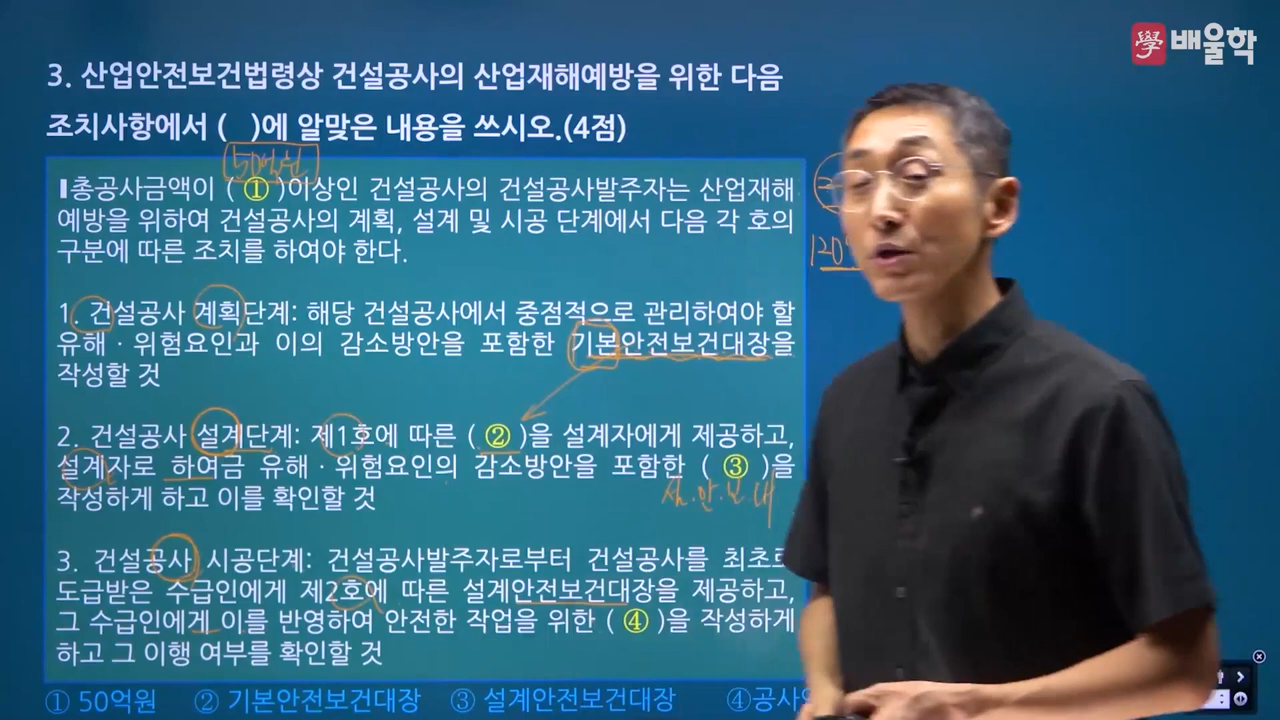 學 배울학
3. 산업안전보건법령상 건설공사의 산업재해예방을 위한 다음
조치사항에서 ( )에 알맞은 내용을 쓰시오.(4점)
50억원
총공사금액이 ( ① )이상인 건설공사의 건설공사발주자는 산업재해
예방을 위하여 건설공사의 계획, 설계 및 시공 단계에서 다음 각 호의
구분에 따른 조치를 하여야 한다.
1. 건설공사 계획단계: 해당 건설공사에서 중점적으로 관리하여야 할
유해·위험요인과 이의 감소방안을 포함한 기본안전보건대장을
작성할 것
2. 건설공사 설계단계: 제1호에 따른 ( ② )을 설계자에게 제공하고,
설계자로 하여금 유해·위험요인의 감소방안을 포함한 ( ③ )을
작성하게 하고 이를 확인할 것
3. 건설공사 시공단계: 건설공사발주자로부터 건설공사를 최초로
도급받은 수급인에게 제2호에 따른 설계안전보건대장을 제공하고,
그 수급인에게 이를 반영하여 안전한 작업을 위한 ( ④ )을 작성하게
하고 그 이행 여부를 확인할 것
① 50억원 ② 기본안전보건대장 ③ 설계안전보건대장 ④공사